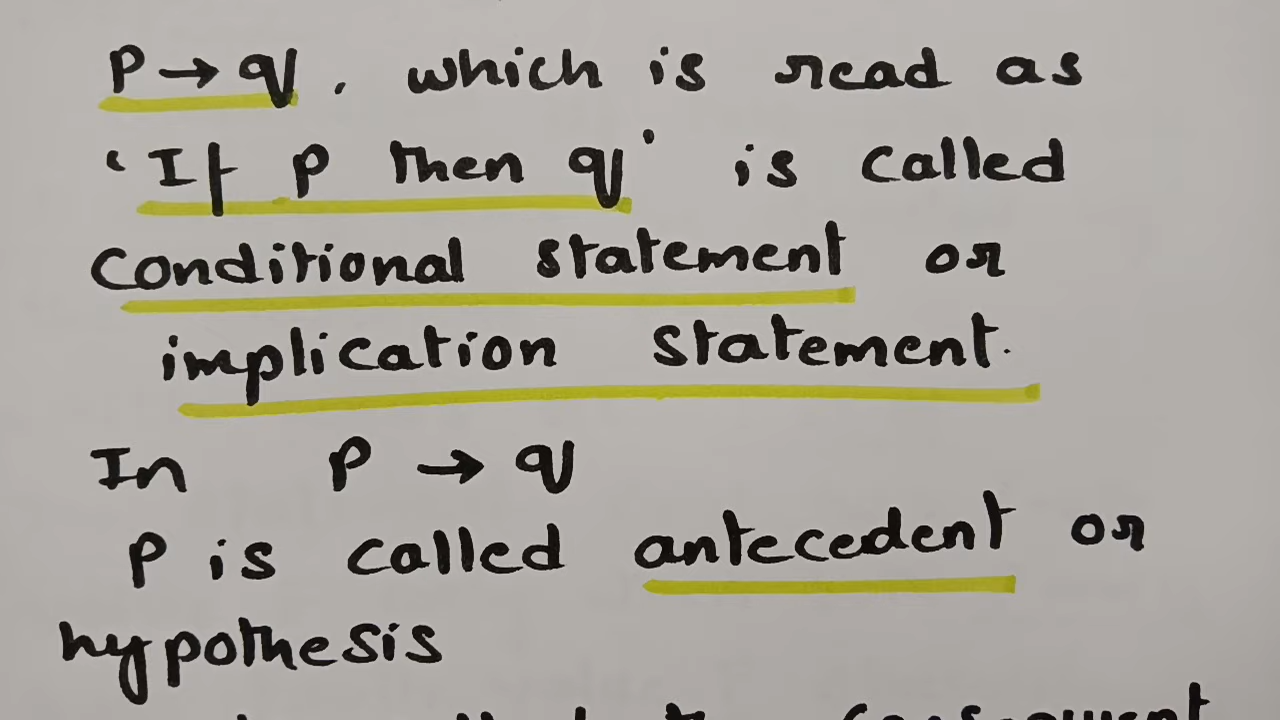 P → q, which is read as
'If p then q' is called
Conditional statement or
implication statement.
In P → q
P is called antecedent or
hypothesis